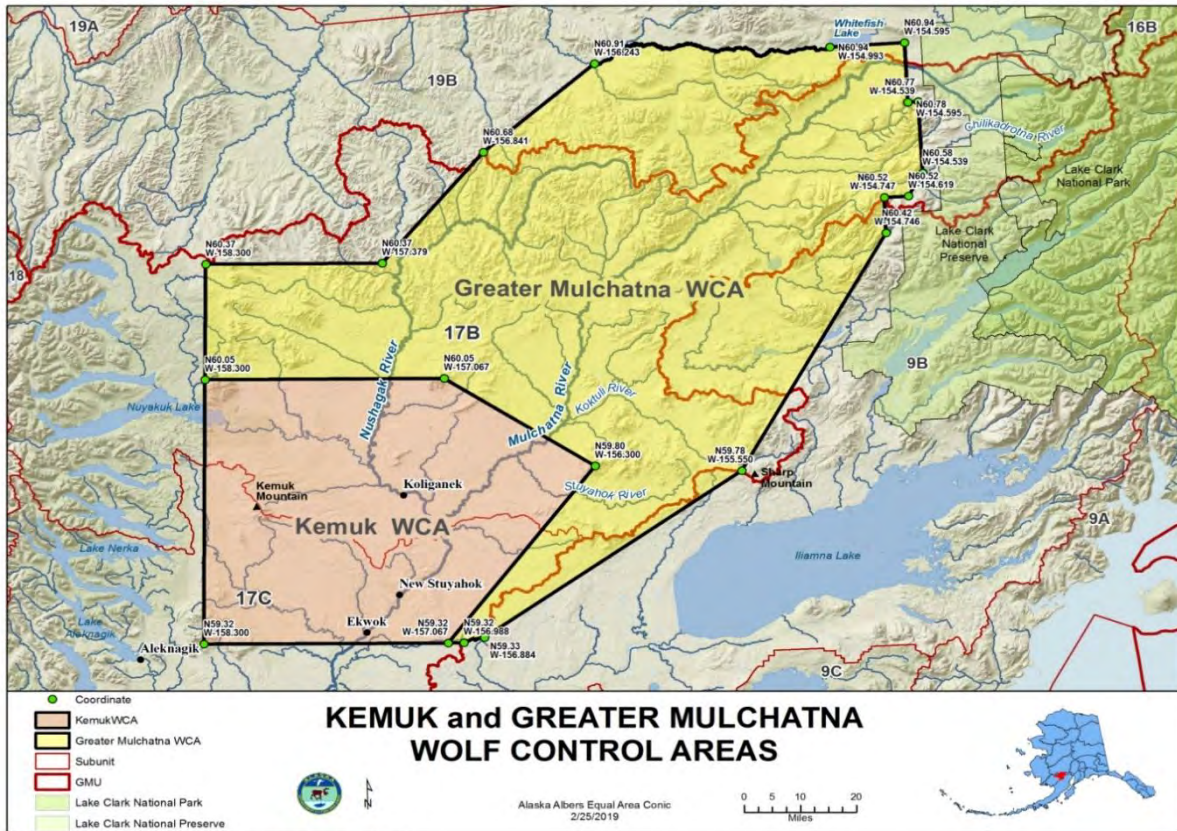 19A
Whitefish
Lake
N60.94
W-154.595
16B
N60.91
W-156.243
N60.94
W-154.993
19B
N60.77
W-154.539
N60.78
W-154.595
Chilikadrotna River
N60.68
W-156.841
N60.58
W-154.539
N60.52
W-154.747
N60.52
W-154.619
Lake Clark
National Park
N60.42
W-154.746
Lake Clark
National
Preserve
N60.37
W-158.300
N60.37
W-157.379
18
Greater Mulchatna WCA
17B
9B
N60.05
W-158.300
N60.05
W-157.067
Nushagak River
Mulchatna River
Koktuli River
Nuyakuk Lake
N59.80
W-156.300
N59.78
W-155.550
Sharp
Mountain
Stuyahok River
Kemuk
Mountain
Koliganek
Kemuk WCA
9A
Lake Nerka
Iliamna Lake
New Stuyahok
17C
Lake
Aleknagik
N59.32
W-158.300
Ekwok
N59.32
W-157.067
N59.32
W-156.988
N59.33
W-156.884
Aleknagik
9C
Coordinate
KemukWCA
Greater Mulchatna WCA
Subunit
GMU
Lake Clark National Park
Lake Clark National Preserve
KEMUK and GREATER MULCHATNA
WOLF CONTROL AREAS
N
Alaska Albers Equal Area Conic
2/25/2019
0 5 10 20
Miles